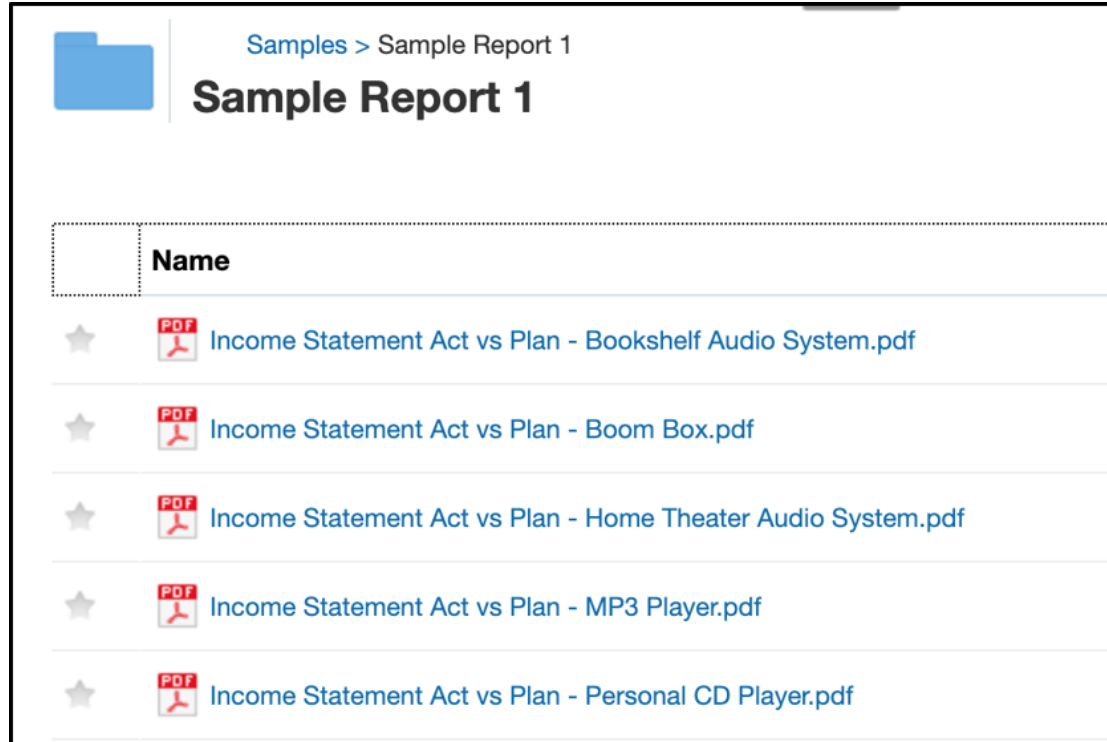 Samples > Sample Report 1
Sample Report 1
Name
PDF Income Statement Act vs Plan - Bookshelf Audio System.pdf
PDF Income Statement Act vs Plan - Boom Box.pdf
PDF Income Statement Act vs Plan - Home Theater Audio System.pdf
PDF Income Statement Act vs Plan - MP3 Player.pdf
PDF Income Statement Act vs Plan - Personal CD Player.pdf